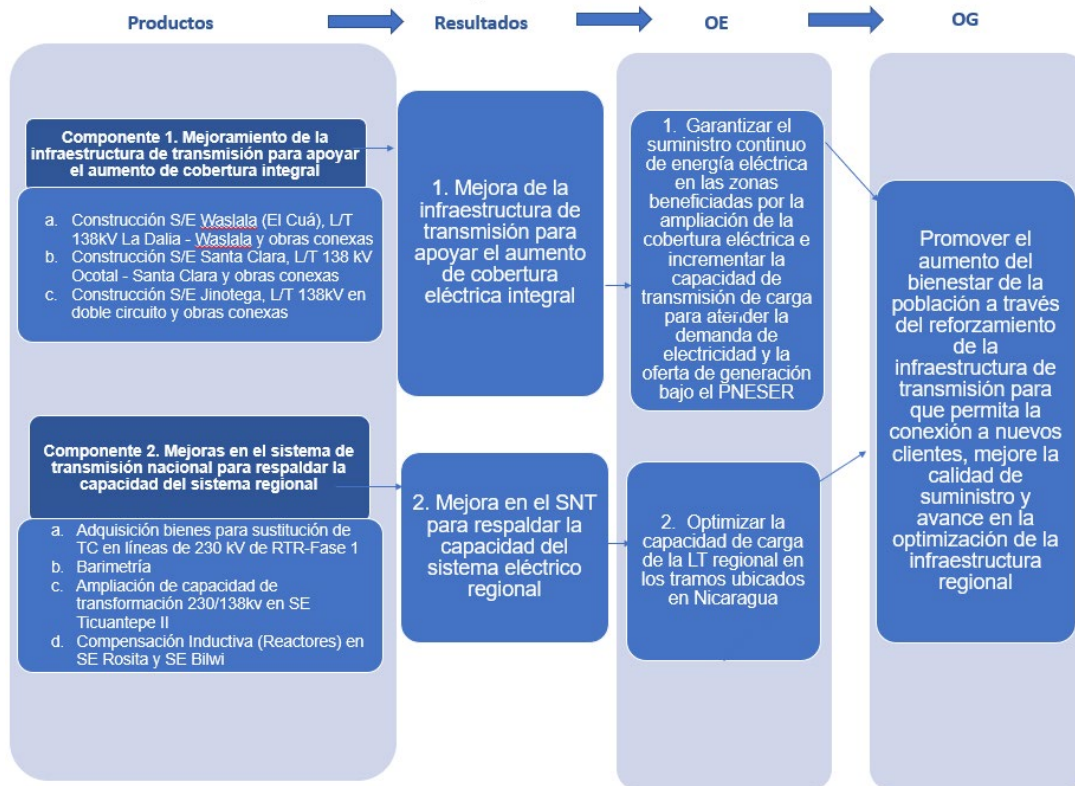 Productos
Resultados
OE
OG
Componente 1. Mejoramiento de la
infraestructura de transmisión para apoyar
el aumento de cobertura integral
a. Construcción S/E Waslala (El Cuá), L/T
138kV La Dalia - Waslala y obras conexas
b. Construcción S/E Santa Clara, L/T 138 kV
Ocotal - Santa Clara y obras conexas
c. Construcción S/E Jinotega, L/T 138kV en
doble circuito y obras conexas
1. Mejora de la
infraestructura de
transmisión para
apoyar el aumento
de cobertura
eléctrica integral
1. Garantizar el
suministro continuo
de energía eléctrica
en las zonas
beneficiadas por la
ampliación de la
cobertura eléctrica e
incrementar la
capacidad de
transmisión de carga
para atender la
demanda de
electricidad y la
oferta de generación
bajo el PNESER
Componente 2. Mejoras en el sistema de
transmisión nacional para respaldar la
capacidad del sistema regional
a. Adquisición bienes para sustitución de
TC en líneas de 230 kV de RTR-Fase 1
b. Barimetría
c. Ampliación de capacidad de
transformación 230/138kv en SE
Ticuantepe II
d. Compensación Inductiva (Reactores) en
SE Rosita y SE Bilwi
2. Mejora en el SNT
para respaldar la
capacidad del
sistema eléctrico
regional
2. Optimizar la
capacidad de carga
de la LT regional en
los tramos ubicados
en Nicaragua
Promover el
aumento del
bienestar de la
población a través
del reforzamiento
de la
infraestructura de
transmisión para
que permita la
conexión a nuevos
clientes, mejore la
calidad de
suministro y
avance en la
optimización de la
infraestructura
regional